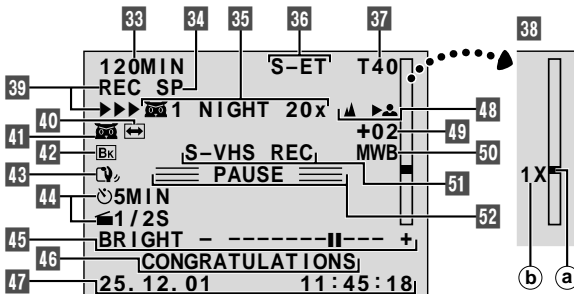 33 34 35 36 37 38
120MIN S-ET T40
39 REC SP
1 NIGHT 20x 48
40 +02 49
41
42 BK S-VHS REC MWB 50
43 PAUSE 51
44 5MIN 52
1/2S
45 BRIGHT - --------▮▮--- +
46 CONGRATULATIONS
47 25.12.01 11:45:18
1X
b a